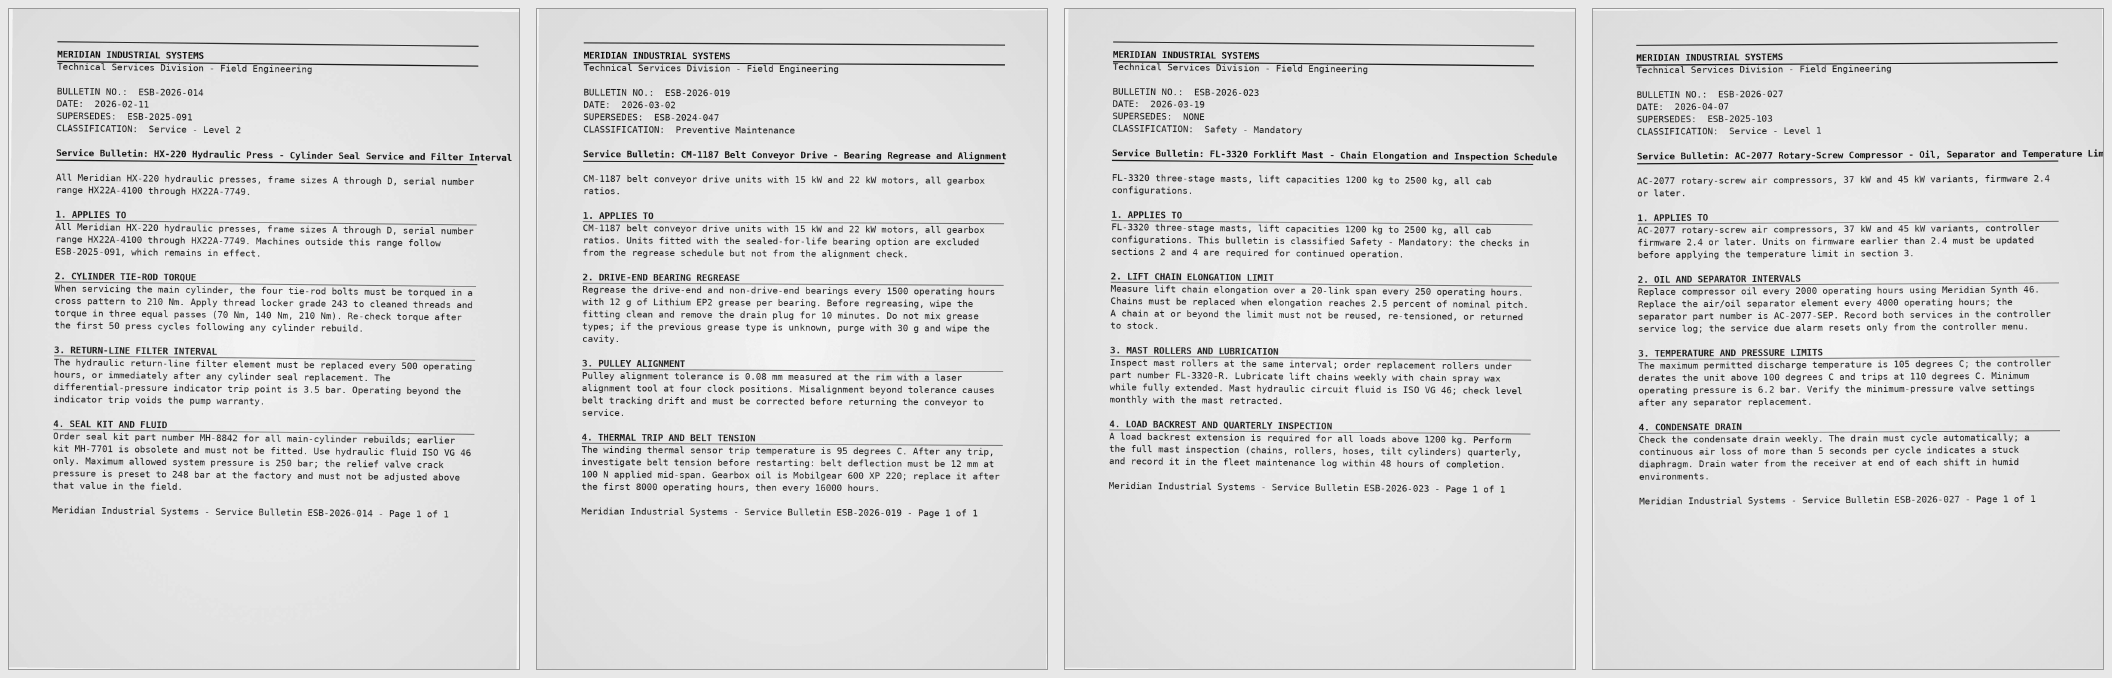 MERIDIAN INDUSTRIAL SYSTEMS
Technical Services Division - Field Engineering
BULLETIN NO.: ESB-2026-014
DATE: 2026-02-11
SUPERSEDES: ESB-2025-091
CLASSIFICATION: Service - Level 2
Service Bulletin: HX-220 Hydraulic Press - Cylinder Seal Service and Filter Interval
All Meridian HX-220 hydraulic presses, frame sizes A through D, serial number
range HX22A-4100 through HX22A-7749.
1. APPLIES TO
All Meridian HX-220 hydraulic presses, frame sizes A through D, serial number
range HX22A-4100 through HX22A-7749. Machines outside this range follow
ESB-2025-091, which remains in effect.
2. CYLINDER TIE-ROD TORQUE
When servicing the main cylinder, the four tie-rod bolts must be torqued in a
cross pattern to 210 Nm. Apply thread locker grade 243 to cleaned threads and
torque in three equal passes (70 Nm, 140 Nm, 210 Nm). Re-check torque after
the first 50 press cycles following any cylinder rebuild.
3. RETURN-LINE FILTER INTERVAL
The hydraulic return-line filter element must be replaced every 500 operating
hours, or immediately after any cylinder seal replacement. The
differential-pressure indicator trip point is 3.5 bar. Operating beyond the
indicator trip voids the pump warranty.
4. SEAL KIT AND FLUID
Order seal kit part number MH-8842 for all main-cylinder rebuilds; earlier
kit MH-7701 is obsolete and must not be fitted. Use hydraulic fluid ISO VG 46
only. Maximum allowed system pressure is 250 bar; the relief valve crack
pressure is preset to 248 bar at the factory and must not be adjusted above
that value in the field.
Meridian Industrial Systems - Service Bulletin ESB-2026-014 - Page 1 of 1
MERIDIAN INDUSTRIAL SYSTEMS
Technical Services Division - Field Engineering
BULLETIN NO.: ESB-2026-019
DATE: 2026-03-02
SUPERSEDES: ESB-2024-047
CLASSIFICATION: Preventive Maintenance
Service Bulletin: CM-1187 Belt Conveyor Drive - Bearing Regrease and Alignment
CM-1187 belt conveyor drive units with 15 kW and 22 kW motors, all gearbox
ratios.
1. APPLIES TO
CM-1187 belt conveyor drive units with 15 kW and 22 kW motors, all gearbox
ratios. Units fitted with the sealed-for-life bearing option are excluded
from the regrease schedule but not from the alignment check.
2. DRIVE-END BEARING REGREASE
Regrease the drive-end and non-drive-end bearings every 1500 operating hours
with 12 g of Lithium EP2 grease per bearing. Before regreasing, wipe the
fitting clean and remove the drain plug for 10 minutes. Do not mix grease
types; if the previous grease type is unknown, purge with 30 g and wipe the
cavity.
3. PULLEY ALIGNMENT
Pulley alignment tolerance is 0.08 mm measured at the rim with a laser
alignment tool at four clock positions. Misalignment beyond tolerance causes
belt tracking drift and must be corrected before returning the conveyor to
service.
4. THERMAL TRIP AND BELT TENSION
The winding thermal sensor trip temperature is 95 degrees C. After any trip,
investigate belt tension before restarting: belt deflection must be 12 mm at
100 N applied mid-span. Gearbox oil is Mobilgear 600 XP 220; replace it after
the first 8000 operating hours, then every 16000 hours.
Meridian Industrial Systems - Service Bulletin ESB-2026-019 - Page 1 of 1
MERIDIAN INDUSTRIAL SYSTEMS
Technical Services Division - Field Engineering
BULLETIN NO.: ESB-2026-023
DATE: 2026-03-19
SUPERSEDES: NONE
CLASSIFICATION: Safety - Mandatory
Service Bulletin: FL-3320 Forklift Mast - Chain Elongation and Inspection Schedule
FL-3320 three-stage masts, lift capacities 1200 kg to 2500 kg, all cab
configurations.
1. APPLIES TO
FL-3320 three-stage masts, lift capacities 1200 kg to 2500 kg, all cab
configurations. This bulletin is classified Safety - Mandatory: the checks in
sections 2 and 4 are required for continued operation.
2. LIFT CHAIN ELONGATION LIMIT
Measure lift chain elongation over a 20-link span every 250 operating hours.
Chains must be replaced when elongation reaches 2.5 percent of nominal pitch.
A chain at or beyond the limit must not be reused, re-tensioned, or returned
to stock.
3. MAST ROLLERS AND LUBRICATION
Inspect mast rollers at the same interval; order replacement rollers under
part number FL-3320-R. Lubricate lift chains weekly with chain spray wax
while fully extended. Mast hydraulic circuit fluid is ISO VG 46; check level
monthly with the mast retracted.
4. LOAD BACKREST AND QUARTERLY INSPECTION
A load backrest extension is required for all loads above 1200 kg. Perform
the full mast inspection (chains, rollers, hoses, tilt cylinders) quarterly,
and record it in the fleet maintenance log within 48 hours of completion.
Meridian Industrial Systems - Service Bulletin ESB-2026-023 - Page 1 of 1
MERIDIAN INDUSTRIAL SYSTEMS
Technical Services Division - Field Engineering
BULLETIN NO.: ESB-2026-027
DATE: 2026-04-07
SUPERSEDES: ESB-2025-103
CLASSIFICATION: Service - Level 1
Service Bulletin: AC-2077 Rotary-Screw Compressor - Oil, Separator and Temperature Lim
AC-2077 rotary-screw air compressors, 37 kW and 45 kW variants, firmware 2.4
or later.
1. APPLIES TO
AC-2077 rotary-screw air compressors, 37 kW and 45 kW variants, controller
firmware 2.4 or later. Units on firmware earlier than 2.4 must be updated
before applying the temperature limit in section 3.
2. OIL AND SEPARATOR INTERVALS
Replace compressor oil every 2000 operating hours using Meridian Synth 46.
Replace the air/oil separator element every 4000 operating hours; the
separator part number is AC-2077-SEP. Record both services in the controller
service log; the service due alarm resets only from the controller menu.
3. TEMPERATURE AND PRESSURE LIMITS
The maximum permitted discharge temperature is 105 degrees C; the controller
derates the unit above 100 degrees C and trips at 110 degrees C. Minimum
operating pressure is 6.2 bar. Verify the minimum-pressure valve settings
after any separator replacement.
4. CONDENSATE DRAIN
Check the condensate drain weekly. The drain must cycle automatically; a
continuous air loss of more than 5 seconds per cycle indicates a stuck
diaphragm. Drain water from the receiver at end of each shift in humid
environments.
Meridian Industrial Systems - Service Bulletin ESB-2026-027 - Page 1 of 1